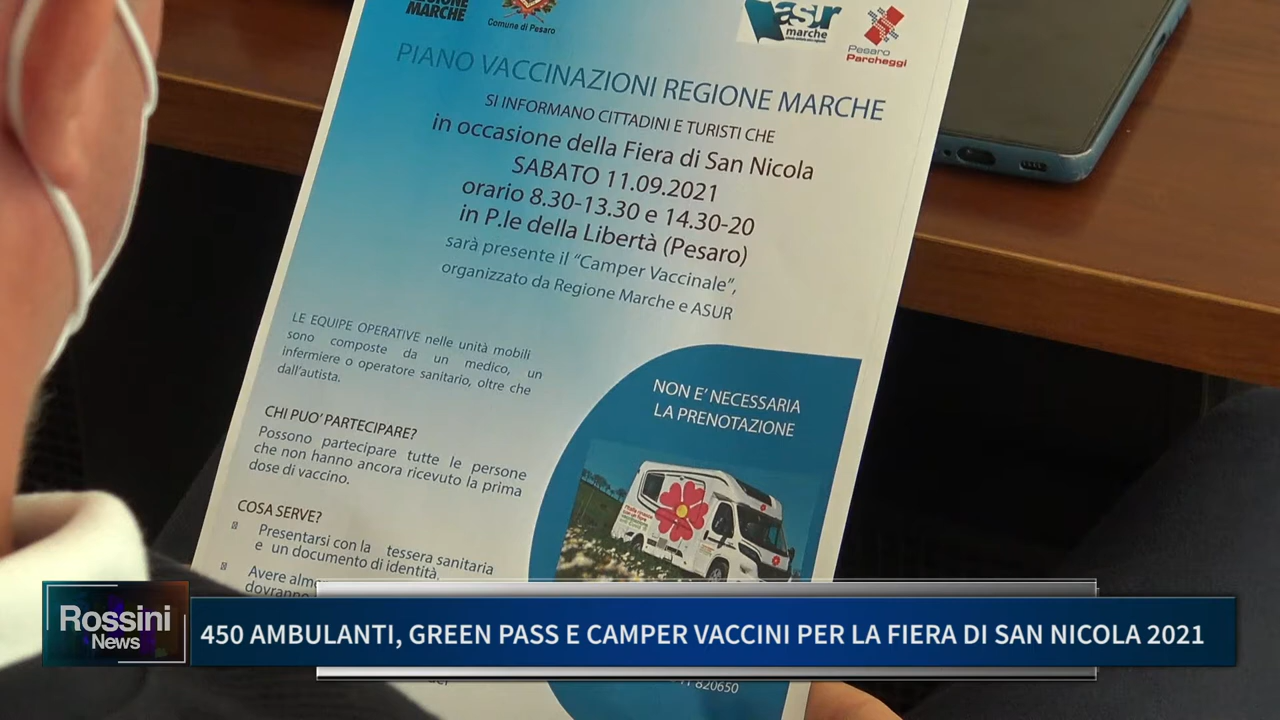 REGIONE
MARCHE
Comune di Pesaro
asur
marche
Pesaro
Parcheggi
PIANO VACCINAZIONI REGIONE MARCHE
SI INFORMANO CITTADINI E TURISTI CHE
in occasione della Fiera di San Nicola
SABATO 11.09.2021
orario 8.30-13.30 e 14.30-20
in P.le della Libertà (Pesaro)
sarà presente il “Camper Vaccinale”,
organizzato da Regione Marche e ASUR
LE EQUIPE OPERATIVE nelle unità mobili
sono composte da un medico, un
infermiere o operatore sanitario, oltre che
dall'autista.
CHI PUO' PARTECIPARE?
Possono partecipare tutte le persone
che non hanno ancora ricevuto la prima
dose di vaccino.
COSA SERVE?
Presentarsi con la tessera sanitaria
e un documento di identità,
Avere
dovranno
NON E' NECESSARIA
LA PRENOTAZIONE
820650
Rossini
News
450 AMBULANTI, GREEN PASS E CAMPER VACCINI PER LA FIERA DI SAN NICOLA 2021